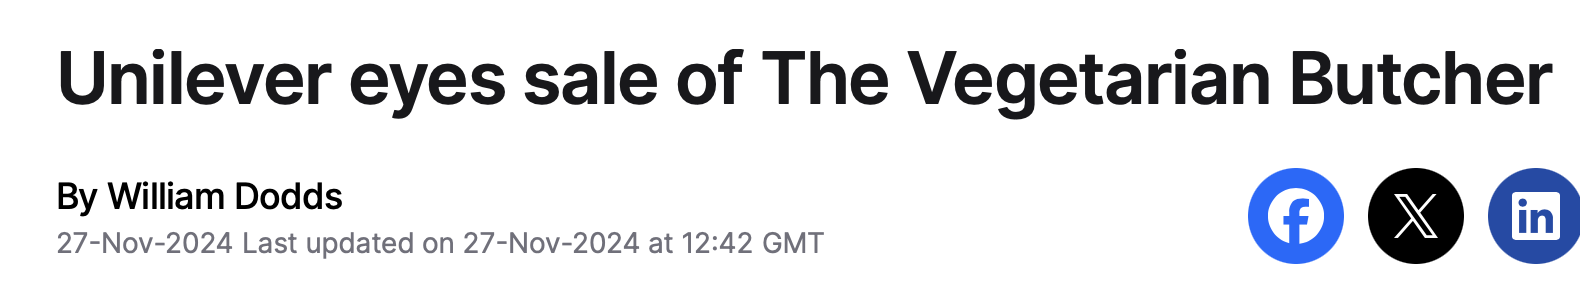 Unilever eyes sale of The Vegetarian Butcher
By William Dodds
27-Nov-2024 Last updated on 27-Nov-2024 at 12:42 GMT